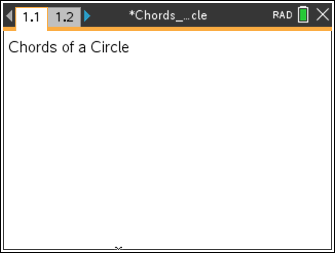 1.1 1.2 *Chords_...cle RAD
Chords of a Circle